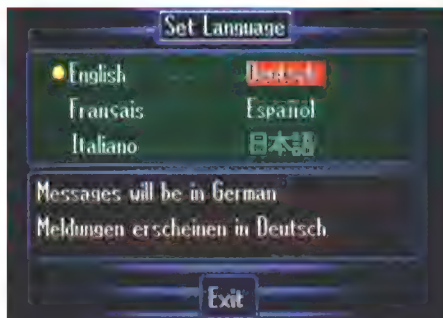 Set Language
English Deutsch
Français Español
Italiano 日本語
Messages will be in German
Meldungen erscheinen in Deutsch
Exit